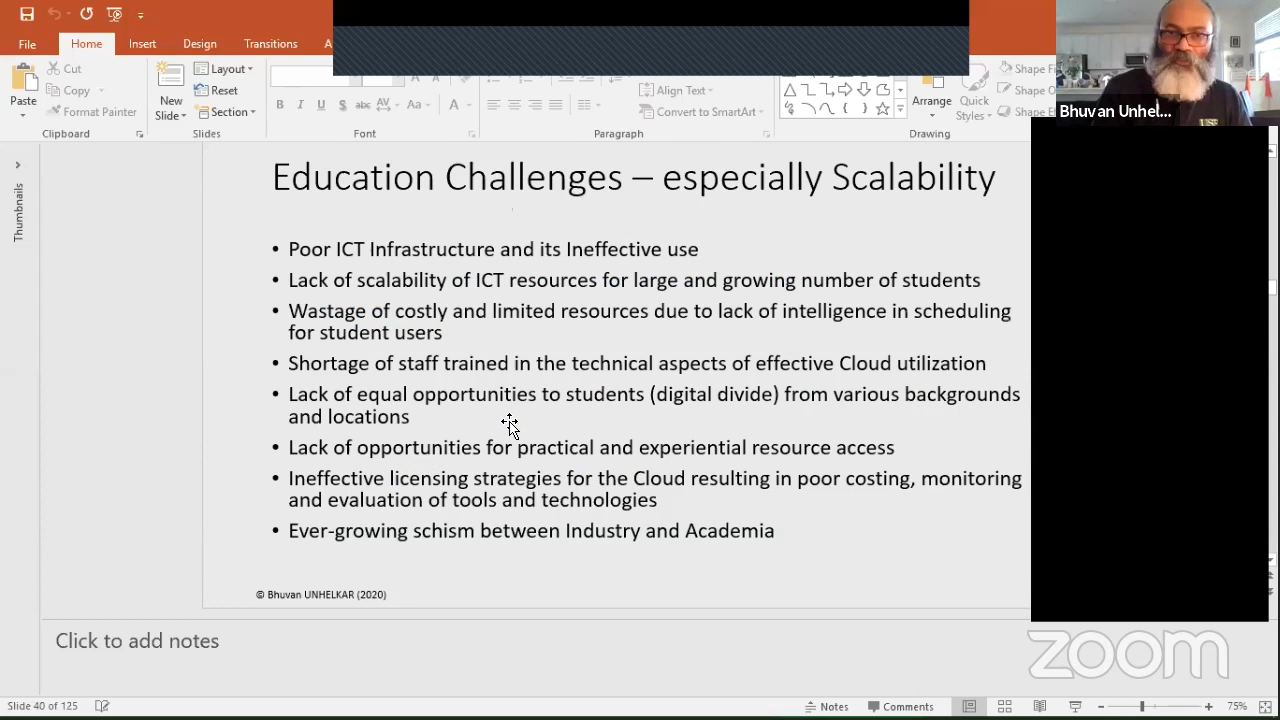 File
Home
Insert
Design
Transitions
A
Paste
Cut
Copy
Format Painter
Clipboard
New
Slide
Layout
Reset
Section
Slides
B I U S abc AV Aa A
Font
Align Text
Convert to SmartArt
Paragraph
Arrange
Quick
Styles
Shape F
Shape O
Shape E
Drawing
Bhuvan Unhel...
Thumbnails
Education Challenges – especially Scalability
• Poor ICT Infrastructure and its Ineffective use
• Lack of scalability of ICT resources for large and growing number of students
• Wastage of costly and limited resources due to lack of intelligence in scheduling
for student users
• Shortage of staff trained in the technical aspects of effective Cloud utilization
• Lack of equal opportunities to students (digital divide) from various backgrounds
and locations
• Lack of opportunities for practical and experiential resource access
• Ineffective licensing strategies for the Cloud resulting in poor costing, monitoring
and evaluation of tools and technologies
• Ever-growing schism between Industry and Academia
© Bhuvan UNHELKAR (2020)
Click to add notes
zoom
Slide 40 of 125
Notes
Comments
75%